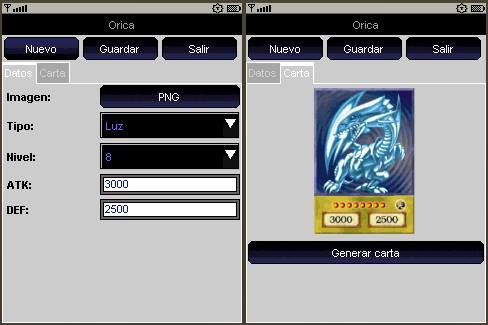 Orica
Nuevo Guardar Salir
Datos Carta
Imagen: PNG
Tipo: Luz
Nivel: 8
ATK: 3000
DEF: 2500
Orica
Nuevo Guardar Salir
Datos Carta
3000 2500
Generar carta